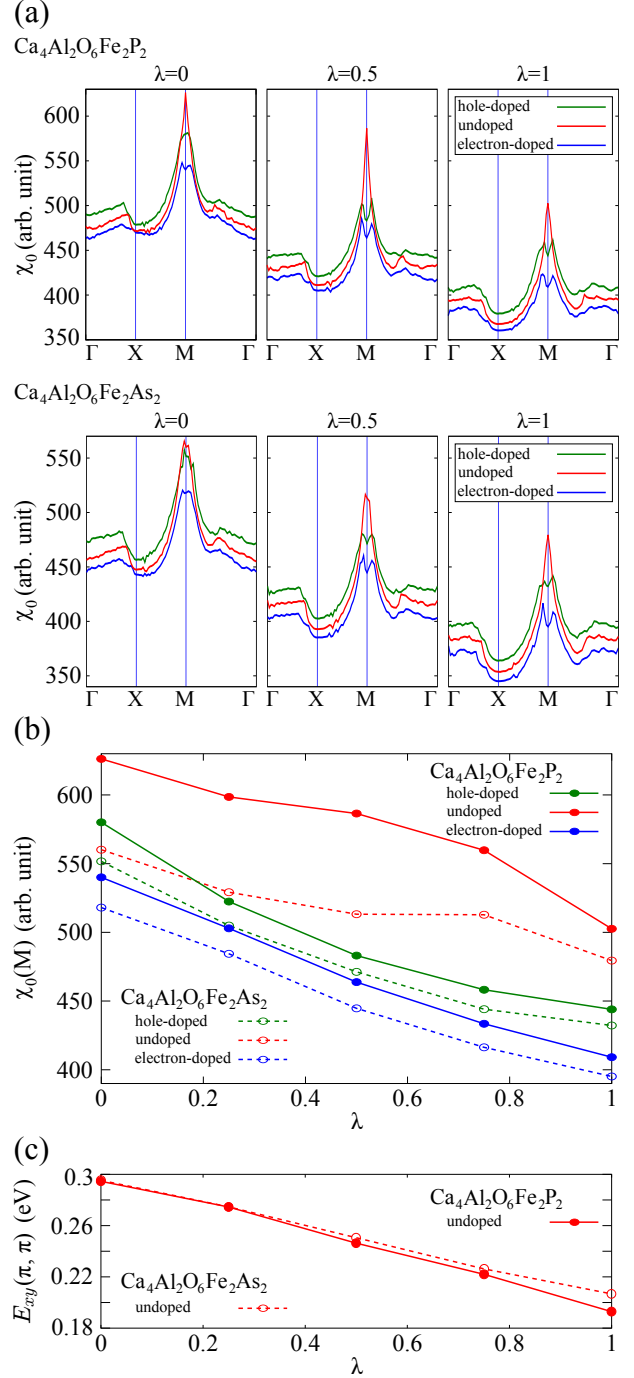 (a)
Ca4Al2O6Fe2P2
λ=0 λ=0.5 λ=1
600
550
500
450
400
350
χ0 (arb. unit)
hole-doped
undoped
electron-doped
Γ X M Γ Γ X M Γ Γ X M Γ
Ca4Al2O6Fe2As2
λ=0 λ=0.5 λ=1
550
500
450
400
350
χ0 (arb. unit)
hole-doped
undoped
electron-doped
Γ X M Γ Γ X M Γ Γ X M Γ
(b)
600
550
500
450
400
χ0(M) (arb. unit)
Ca4Al2O6Fe2P2
hole-doped
undoped
electron-doped
Ca4Al2O6Fe2As2
hole-doped
undoped
electron-doped
0 0.2 0.4 0.6 0.8 1
λ
(c)
0.3
0.26
0.22
0.18
Exy(π, π) (eV)
Ca4Al2O6Fe2P2
undoped
Ca4Al2O6Fe2As2
undoped
0 0.2 0.4 0.6 0.8 1
λ